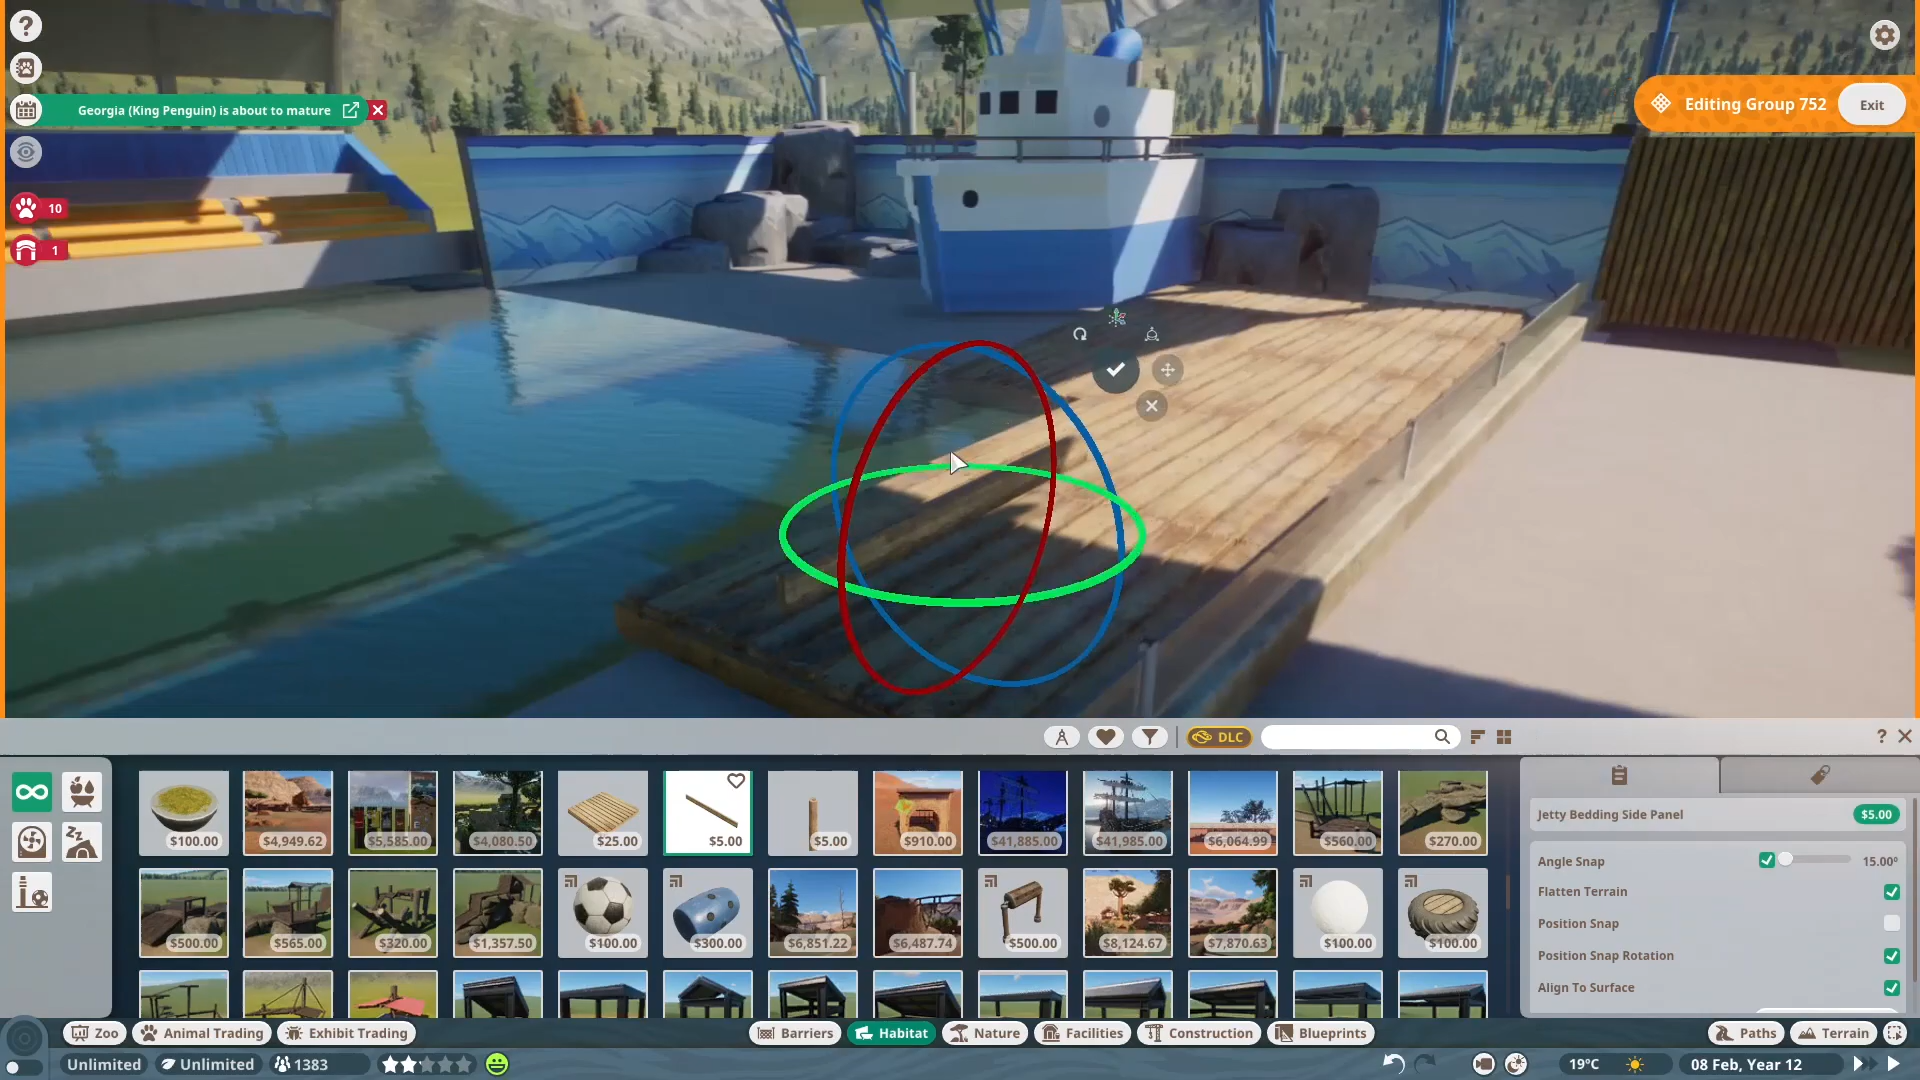 ?
Georgia (King Penguin) is about to mature
Editing Group 752
Exit
10
1
DLC
?
$100.00
$4,949.62
$5,585.00
$4,080.50
$25.00
$5.00
$5.00
$910.00
$41,885.00
$41,985.00
$6,064.99
$560.00
$270.00
$500.00
$565.00
$320.00
$1,357.50
$100.00
$300.00
$6,851.22
$6,487.74
$500.00
$8,124.67
$7,870.63
$100.00
$100.00
Jetty Bedding Side Panel
$5.00
Angle Snap
15.00°
Flatten Terrain
Position Snap
Position Snap Rotation
Align To Surface
Zoo
Animal Trading
Exhibit Trading
Barriers
Habitat
Nature
Facilities
Construction
Blueprints
Paths
Terrain
Unlimited
Unlimited
1383
19°C
08 Feb, Year 12